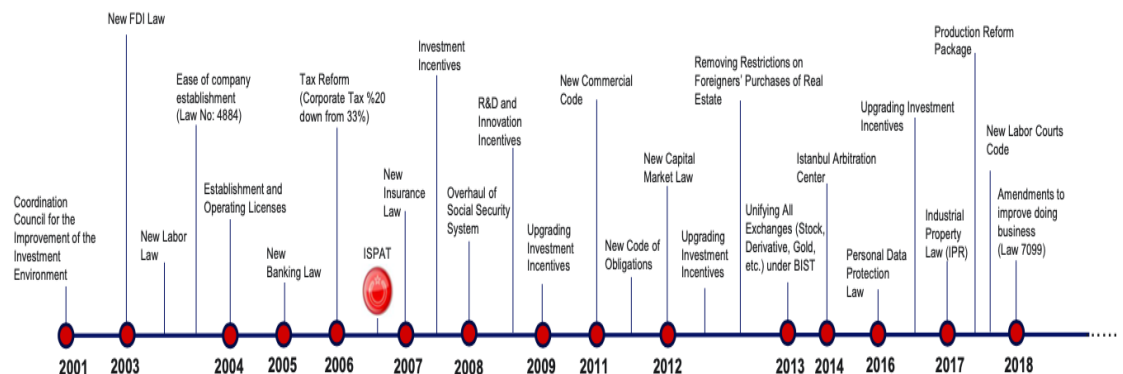 New FDI Law
Production Reform
Package
Investment
Incentives
Removing Restrictions on
Foreigners' Purchases of Real
Estate
Ease of company
establishment
(Law No: 4884)
Tax Reform
(Corporate Tax %20
down from 33%)
New Commercial
Code
R&D and
Innovation
Incentives
Upgrading Investment
Incentives
New Labor Courts
Code
New Capital
Market Law
Istanbul Arbitration
Center
New
Insurance
Law
Establishment and
Operating Licenses
Overhaul of
Social Security
System
Amendments to
improve doing
business
(Law 7099)
Coordination
Council for the
Improvement of the
Investment
Environment
Unifying All
Exchanges (Stock,
Derivative, Gold,
etc.) under BIST
Industrial
Property
Law (IPR)
New Labor
Law
New
Banking Law
ISPAT
Upgrading
Investment
Incentives
New Code of
Obligations
Upgrading
Investment
Incentives
Personal Data
Protection
Law
2001 2003 2004 2005 2006 2007 2008 2009 2011 2012 2013 2014 2016 2017 2018